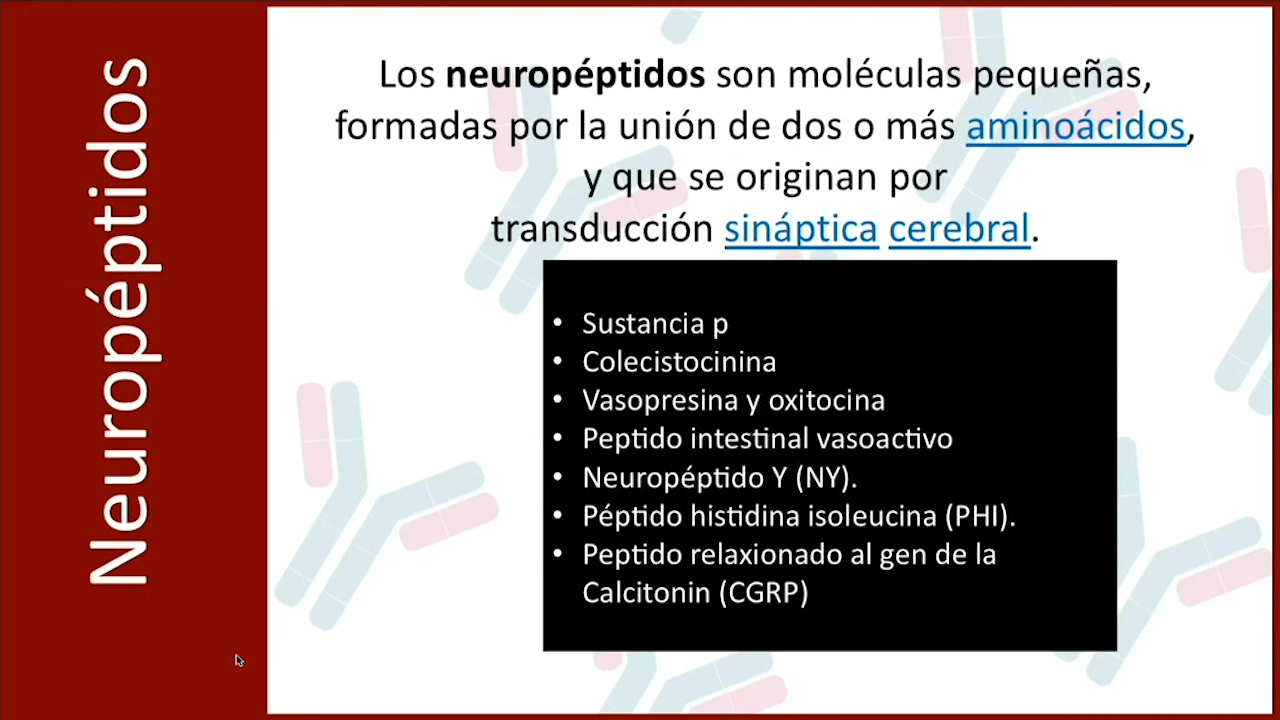 Neuropéptidos
Los neuropéptidos son moléculas pequeñas,
formadas por la unión de dos o más aminoácidos,
y que se originan por
transducción sináptica cerebral.
• Sustancia p
• Colecistocinina
• Vasopresina y oxitocina
• Peptido intestinal vasoactivo
• Neuropéptido Y (NY).
• Péptido histidina isoleucina (PHI).
• Peptido relaxionado al gen de la
Calcitonin (CGRP)